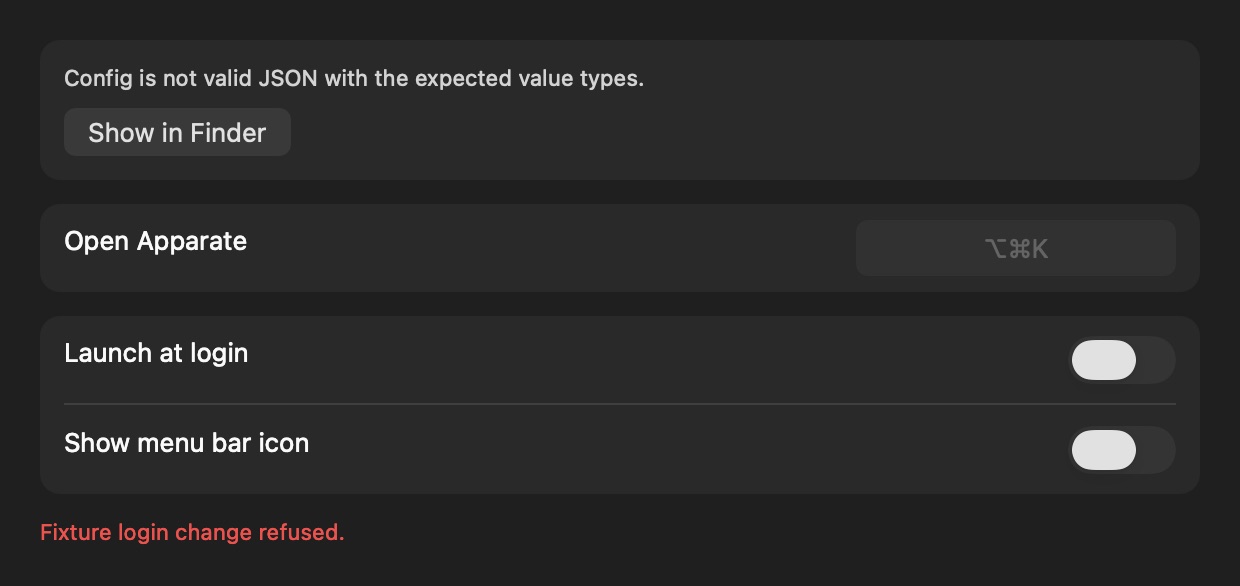 Config is not valid JSON with the expected value types.
Show in Finder
Open Apparate
⌥⌘K
Launch at login
Show menu bar icon
Fixture login change refused.